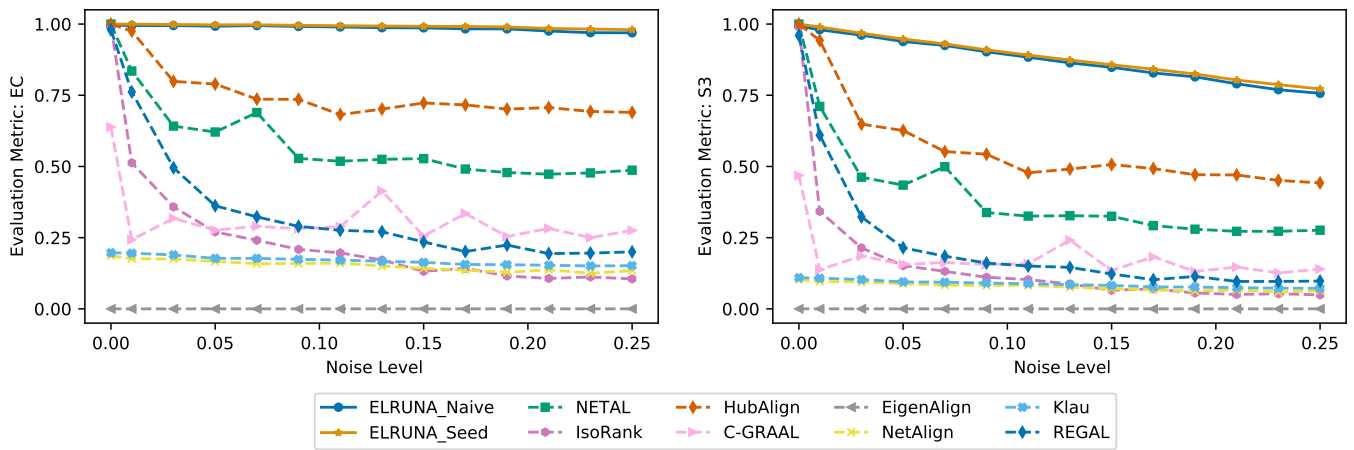 Evaluation Metric: EC
1.00
0.75
0.50
0.25
0.00
0.00 0.05 0.10 0.15 0.20 0.25
Noise Level
Evaluation Metric: S3
1.00
0.75
0.50
0.25
0.00
0.00 0.05 0.10 0.15 0.20 0.25
Noise Level
ELRUNA_Naive NETAL HubAlign EigenAlign Klau
ELRUNA_Seed IsoRank C-GRAAL NetAlign REGAL